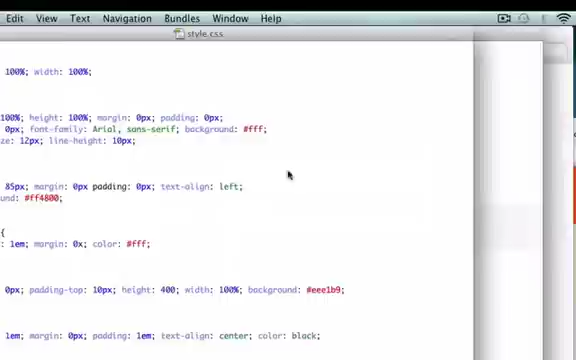 Edit View Text Navigation Bundles Window Help
style.css
100%; width: 100%;
100%; height: 100%; margin: 0px; padding: 0px;
0px; font-family: Arial, sans-serif; background: #fff;
ze: 12px; line-height: 10px;
85px; margin: 0px padding: 0px; text-align: left;
und: #ff4800;
{
: 1em; margin: 0x; color: #fff;
0px; padding-top: 10px; height: 400; width: 100%; background: #eee1b9;
1em; margin: 0px; padding: 1em; text-align: center; color: black;